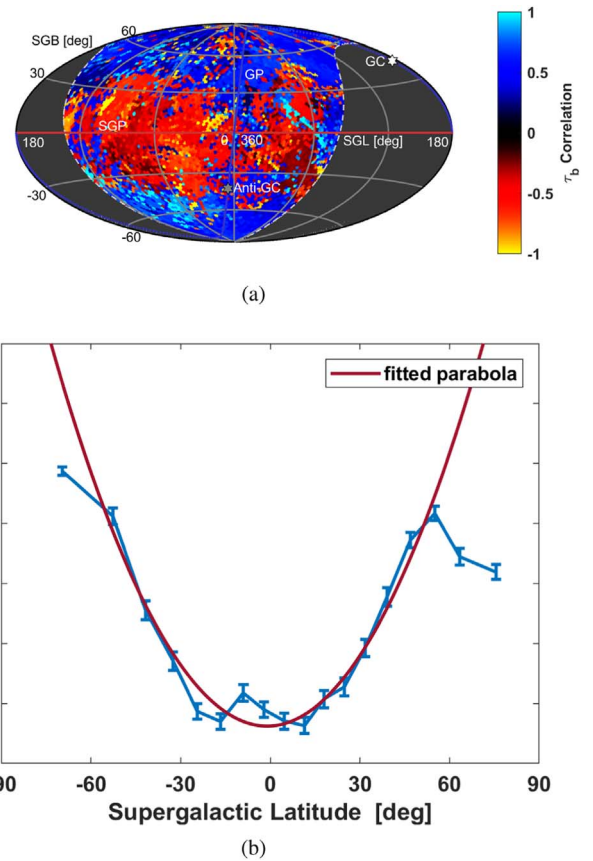 SGB [deg]
60
30
GP
GC
SGP
180
0, 360
SGL [deg]
180
-30
Anti-GC
-60
1
0.5
0
-0.5
-1
τb Correlation
(a)
fitted parabola
90
-60
-30
0
30
60
90
Supergalactic Latitude [deg]
(b)